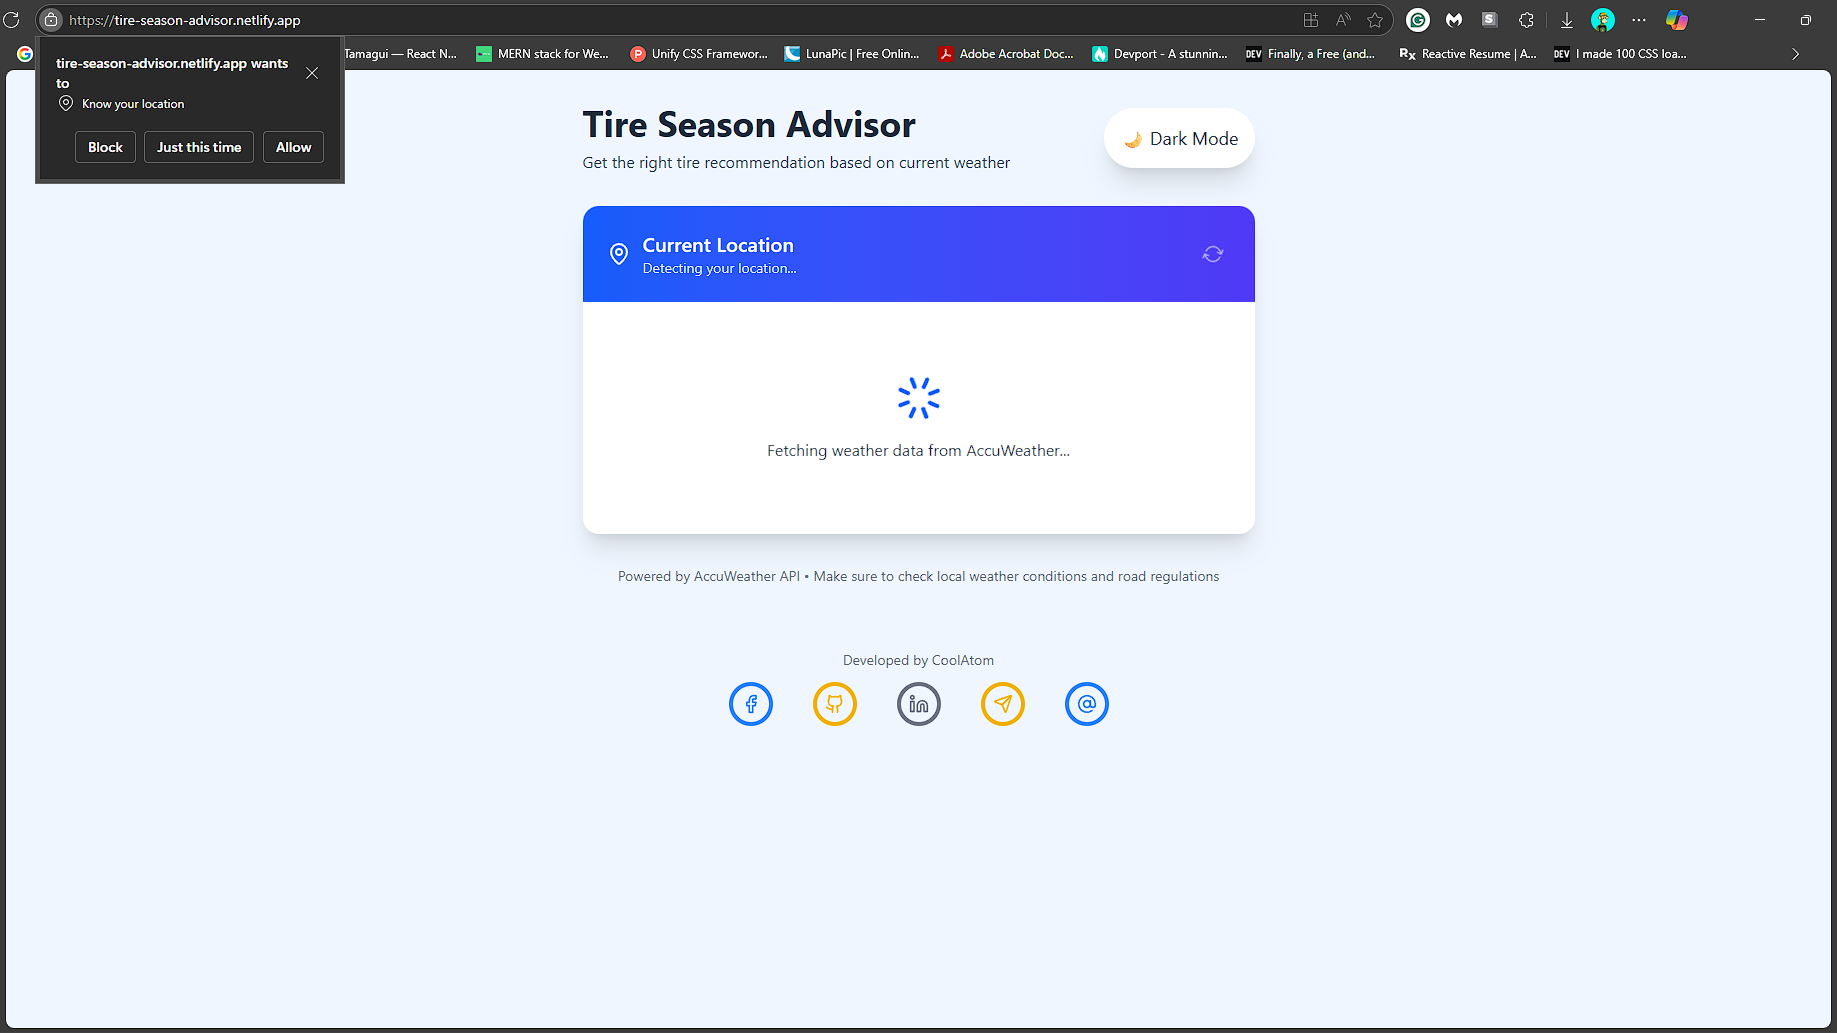 https://tire-season-advisor.netlify.app
Tamagui — React N...
MERN stack for We...
Unify CSS Framewor...
LunaPic | Free Onlin...
Adobe Acrobat Doc...
Devport - A stunnin...
DEV Finally, a Free (and...
Rx Reactive Resume | A...
DEV I made 100 CSS loa...
tire-season-advisor.netlify.app wants
to
Know your location
Block Just this time Allow
Tire Season Advisor
Get the right tire recommendation based on current weather
Dark Mode
Current Location
Detecting your location...
Fetching weather data from AccuWeather...
Powered by AccuWeather API • Make sure to check local weather conditions and road regulations
Developed by CoolAtom